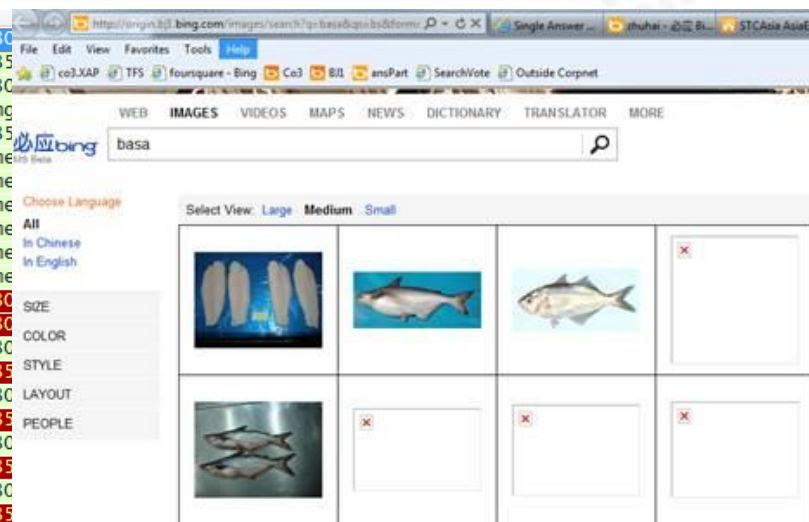 http://origin.bj1.bing.com/images/search?q=basa&qs=bs&form=
Single Answer ...
zhuhai - 必应 Bi...
STCAsia AsiaE
File Edit View Favorites Tools Help
co3.XAP TFS foursquare - Bing Co3 BJ1 ansPart SearchVote Outside Corpnet
WEB IMAGES VIDEOS MAPS NEWS DICTIONARY TRANSLATOR MORE
必应bing basa
Beta
Choose Language
Select View: Large Medium Small
All
In Chinese
In English
SIZE
COLOR
STYLE
LAYOUT
PEOPLE